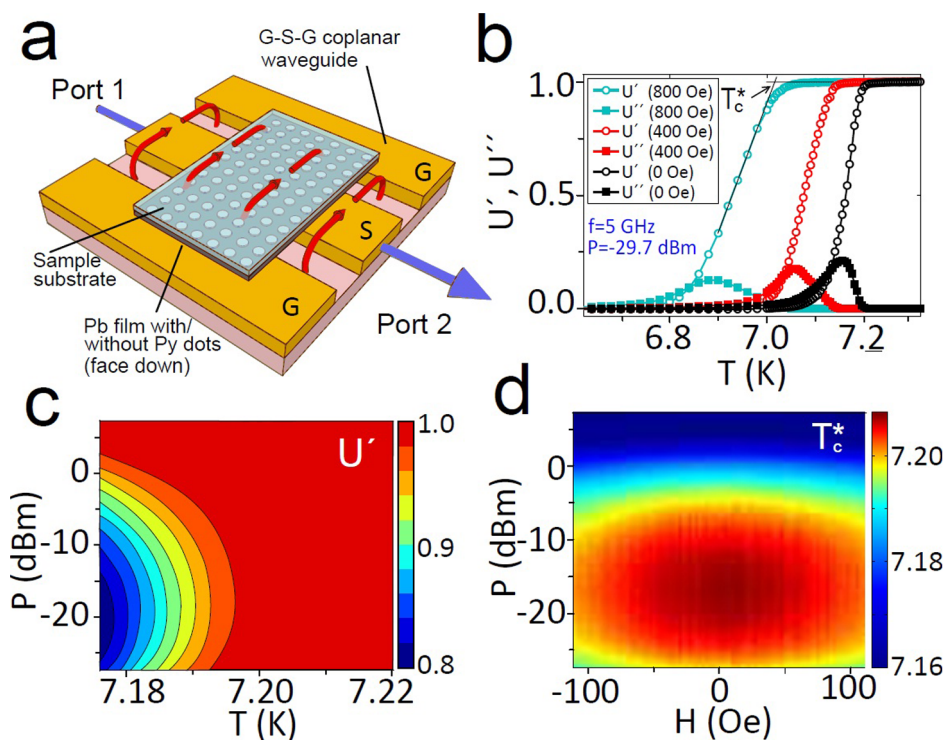 a
G-S-G coplanar
waveguide
Port 1
G
S
G
Sample
substrate
Port 2
Pb film with/
without Py dots
(face down)
b
U´, U´´
1.0
0.5
0.0
U´ (800 Oe)
U´´ (800 Oe)
U´ (400 Oe)
U´´ (400 Oe)
U´ (0 Oe)
U´´ (0 Oe)
T*c
f=5 GHz
P=-29.7 dBm
6.8 7.0 7.2
T (K)
c
U´
P (dBm)
0
-10
-20
7.18 7.20 7.22
T (K)
1.0
0.9
0.8
d
T*c
P (dBm)
0
-10
-20
-100 0 100
H (Oe)
7.20
7.18
7.16